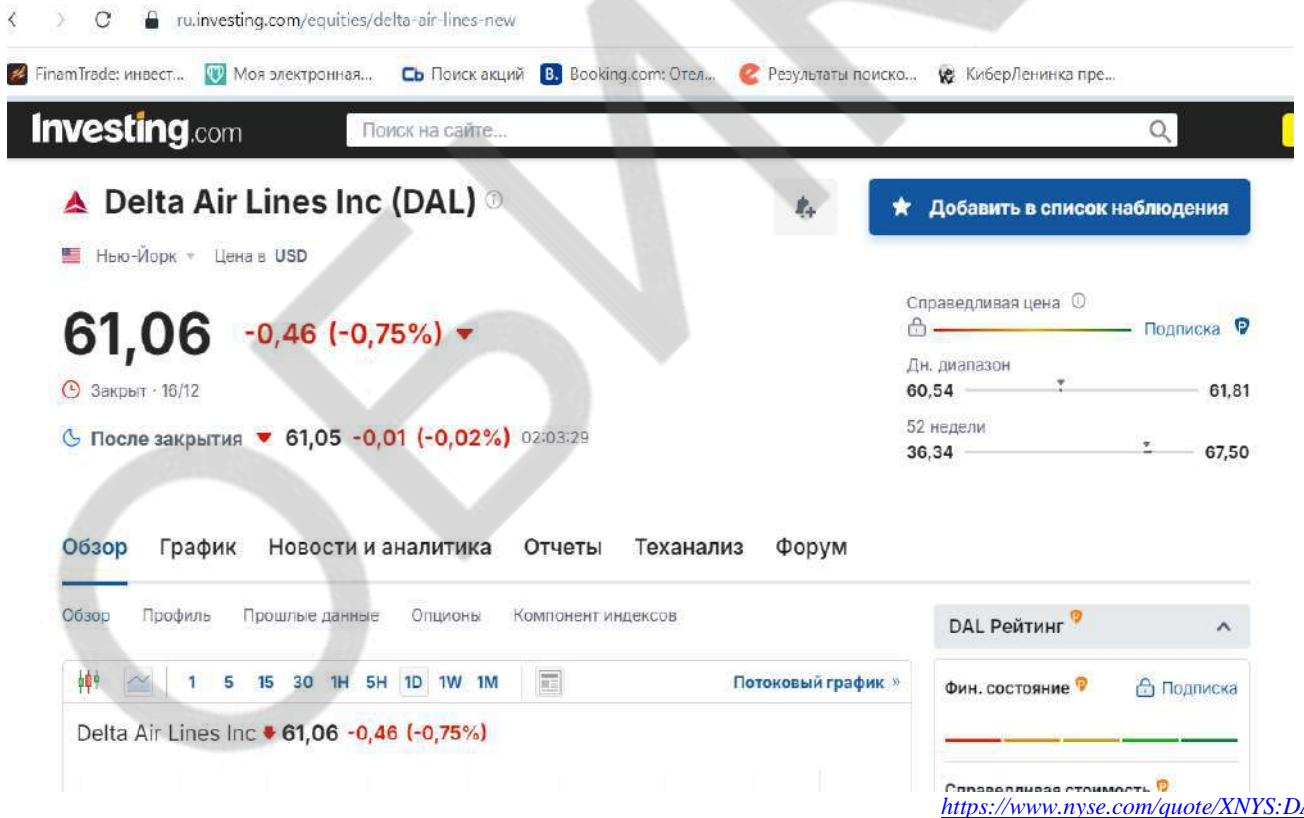 ru.investing.com/equities/delta-air-lines-new
FinamTrade: инвест... Моя электронная... Сb Поиск акций B. Booking.com: Отел... Результаты поиско... КиберЛенинка пре...
Investing.com Поиск на сайте...
Delta Air Lines Inc (DAL)
Добавить в список наблюдения
Нью-Йорк Цена в USD
61,06 -0,46 (-0,75%)
Закрыт · 16/12
После закрытия 61,05 -0,01 (-0,02%) 02:03:29
Справедливая цена
Подписка
Дн. диапазон
60,54 61,81
52 недели
36,34 67,50
Обзор График Новости и аналитика Отчеты Теханализ Форум
Обзор Профиль Прошлые данные Опционы Компонент индексов
1 5 15 30 1H 5H 1D 1W 1M Потоковый график »
Delta Air Lines Inc 61,06 -0,46 (-0,75%)
DAL Рейтинг
Фин. состояние Подписка
Справедливая стоимость
https://www.nyse.com/quote/XNYS:DA